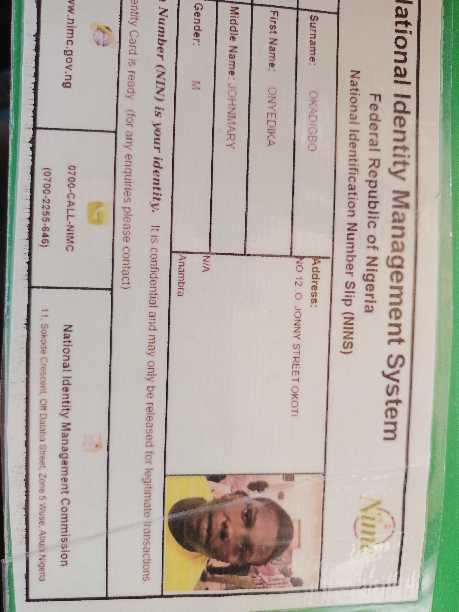 National Identity Management System
Federal Republic of Nigeria
National Identification Number Slip (NINS)
Nimc
Surname: OKADIGBO
Address:
NO 12 O JONNY STREET OKOTI
First Name: ONYEDIKA
Middle Name: JOHNMARY
N/A
Gender: M
Anambra
Number (NIN) is your identity. It is confidential and may only be released for legitimate transactions.
entity Card is ready (for any enquiries please contact)
ww.nimc.gov.ng
0700-CALL-NIMC
(0700-2255-646)
National Identity Management Commission
11, Sokode Crescent, Off Dalaba Street, Zone 5 Wuse, Abuja Nigeria